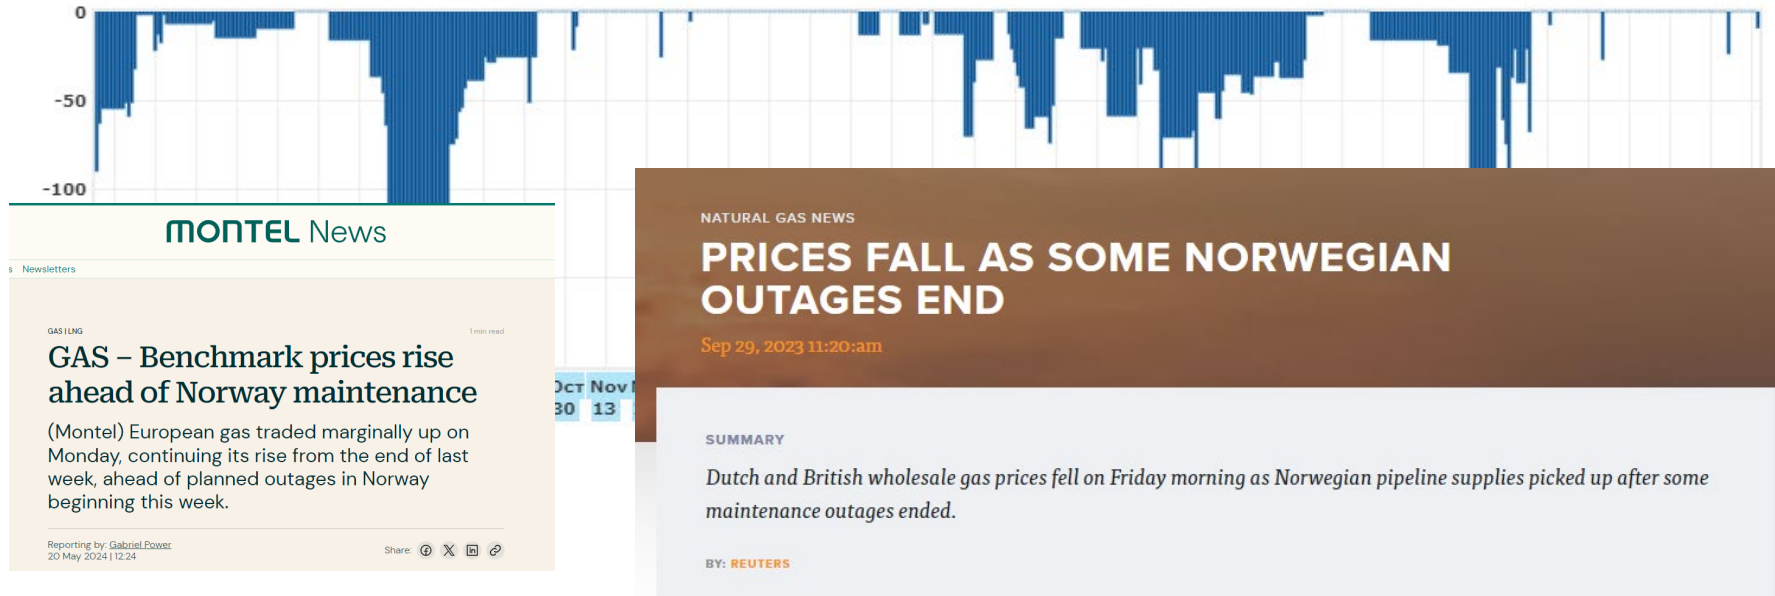 0
-50
-100
MONTEL News
s Newsletters
GAS | LNG
1 min read
GAS – Benchmark prices rise
ahead of Norway maintenance
(Montel) European gas traded marginally up on
Monday, continuing its rise from the end of last
week, ahead of planned outages in Norway
beginning this week.
Reporting by: Gabriel Power
20 May 2024 | 12:24
Share:
Nov
30 13
NATURAL GAS NEWS
PRICES FALL AS SOME NORWEGIAN
OUTAGES END
Sep 29, 2023 11:20:am
SUMMARY
Dutch and British wholesale gas prices fell on Friday morning as Norwegian pipeline supplies picked up after some
maintenance outages ended.
BY: REUTERS